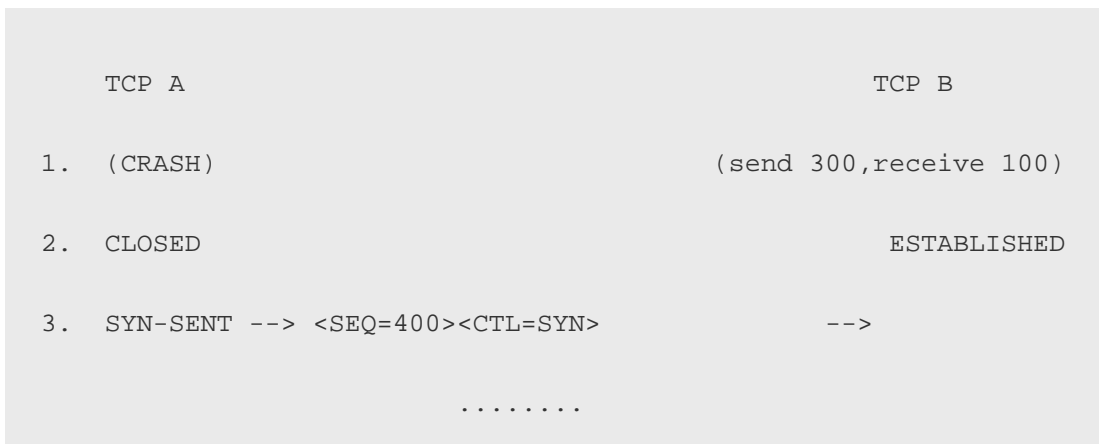 TCP A                                           TCP B
1.  (CRASH)                               (send 300,receive 100)
2.  CLOSED                                           ESTABLISHED
3.  SYN-SENT --> <SEQ=400><CTL=SYN>              -->
........